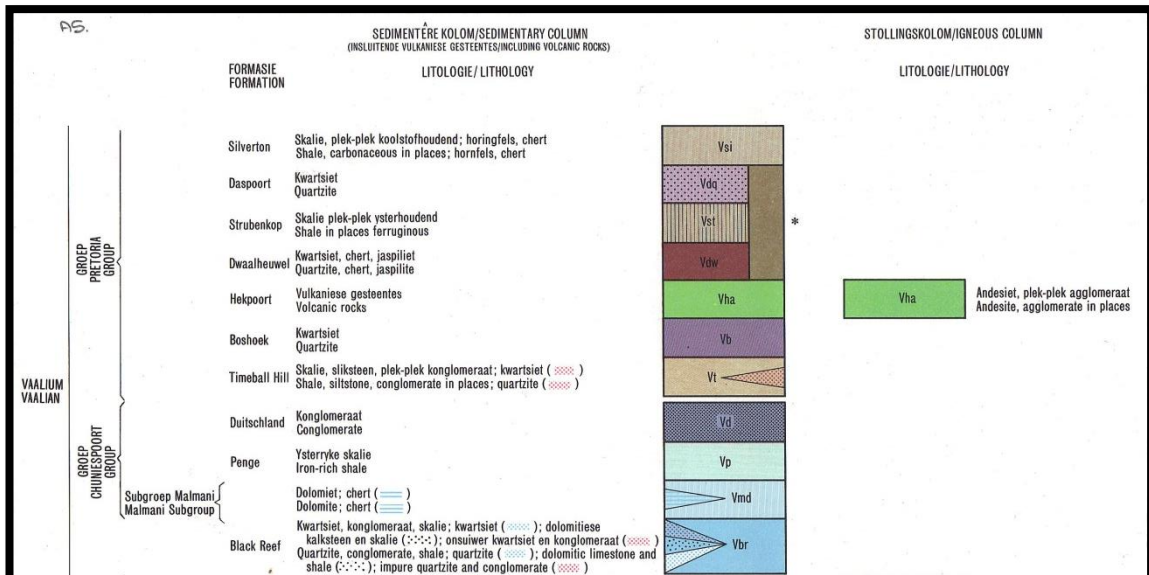 AS.
SEDIMENTÊRE KOLOM/SEDIMENTARY COLUMN
(INSLUITENDE VULKANIESE GESTEENTES/INCLUDING VOLCANIC ROCKS)
STOLLINGSKOLOM/IGNEOUS COLUMN
FORMASIE
FORMATION
LITOLOGIE/ LITHOLOGY
LITOLOGIE/LITHOLOGY
VAALIUM
VAALIAN
GROEP
PRETORIA
GROUP
Silverton
Skalie, plek-plek koolstofhoudend; horingfels, chert
Shale, carbonaceous in places; hornfels, chert
Vsi
Daspoort
Kwartsiet
Quartzite
Vdq
Strubenkop
Skalie plek-plek ysterhoudend
Shale in places ferruginous
Vst
*
Dwaalheuwel
Kwartsiet, chert, jaspiliet
Quartzite, chert, jaspilite
Vdw
Hekpoort
Vulkaniese gesteentes
Volcanic rocks
Vha
Vha
Andesiet, plek-plek agglomeraat
Andesite, agglomerate in places
Boshoek
Kwartsiet
Quartzite
Vb
Timeball Hill
Skalie, sliksteen, plek-plek konglomeraat; kwartsiet ( )
Shale, siltstone, conglomerate in places; quartzite ( )
Vt
GROEP
CHUNIESPOORT
GROUP
Duitschland
Konglomeraat
Conglomerate
Vd
Penge
Ysterryke skalie
Iron-rich shale
Vp
Subgroep Malmani
Malmani Subgroup
Dolomiet; chert ( )
Dolomite; chert ( )
Vmd
Black Reef
Kwartsiet, konglomeraat, skalie; kwartsiet ( ); dolomitiese
kalksteen en skalie ( ); onsuiwer kwartsiet en konglomeraat ( )
Quartzite, conglomerate, shale; quartzite ( ); dolomitic limestone and
shale ( ); impure quartzite and conglomerate ( )
Vbr